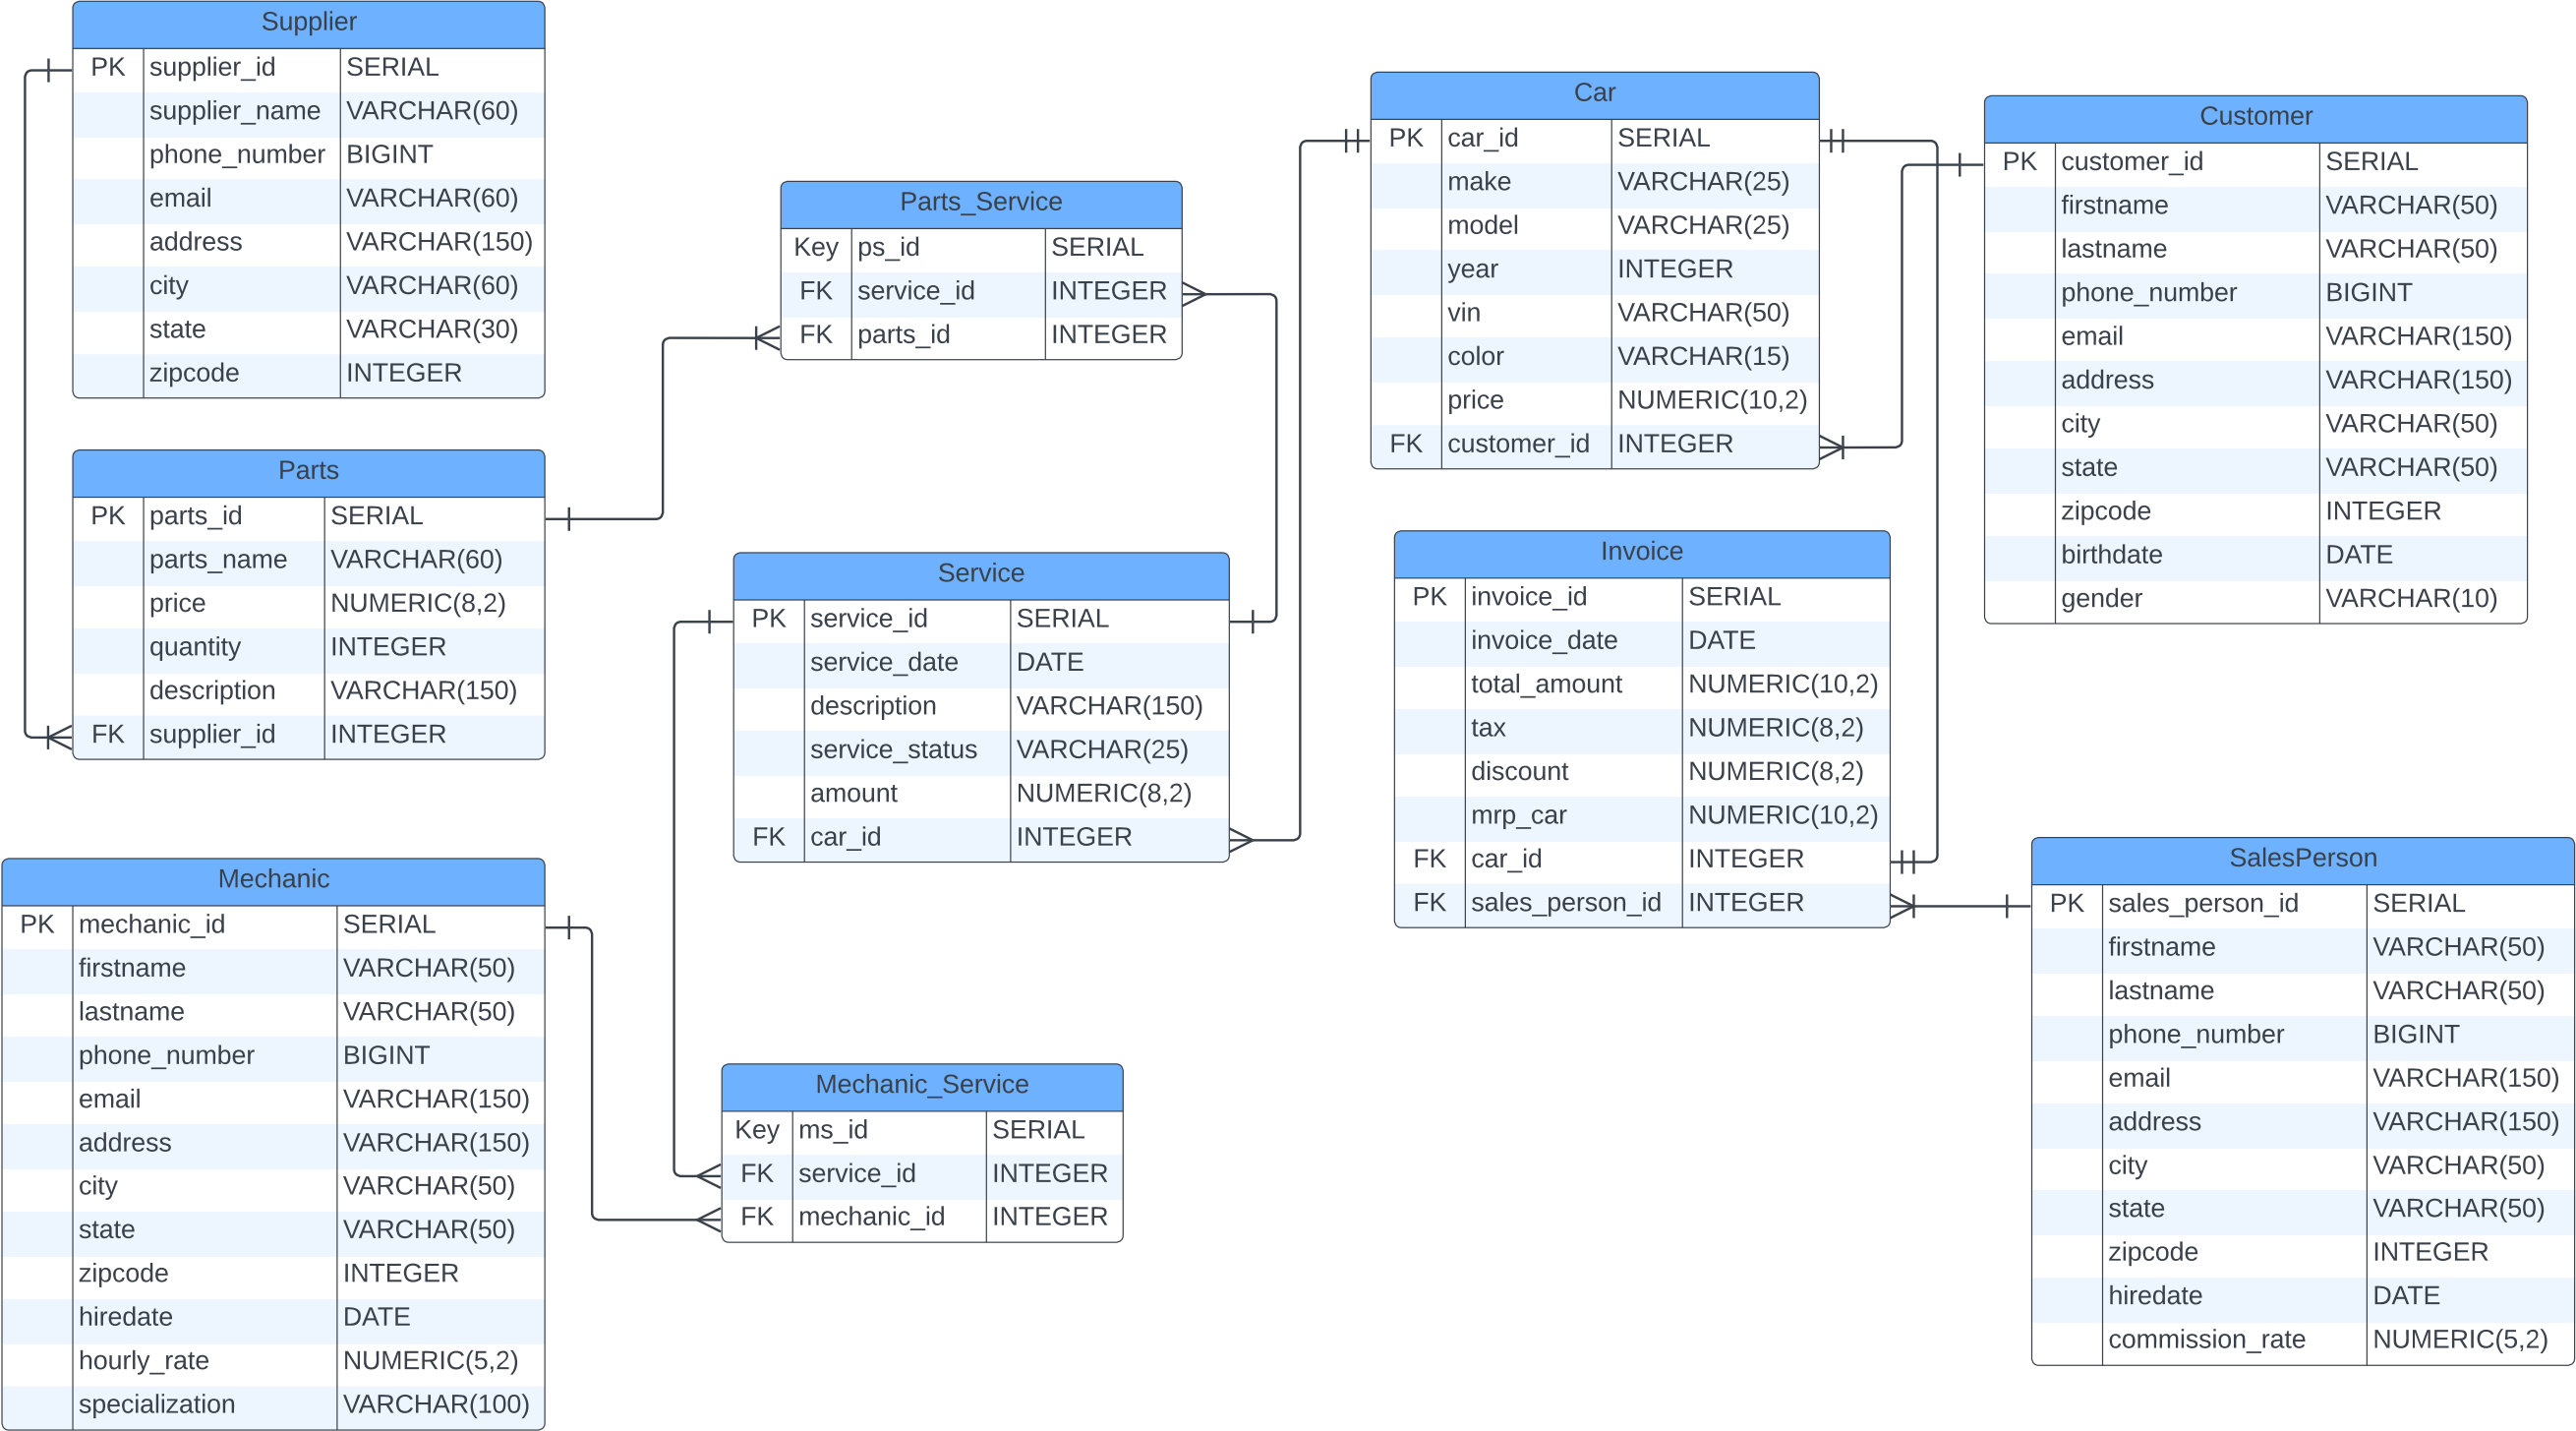 Supplier
PK supplier_id SERIAL
supplier_name VARCHAR(60)
phone_number BIGINT
email VARCHAR(60)
address VARCHAR(150)
city VARCHAR(60)
state VARCHAR(30)
zipcode INTEGER
Parts
PK parts_id SERIAL
parts_name VARCHAR(60)
price NUMERIC(8,2)
quantity INTEGER
description VARCHAR(150)
FK supplier_id INTEGER
Mechanic
PK mechanic_id SERIAL
firstname VARCHAR(50)
lastname VARCHAR(50)
phone_number BIGINT
email VARCHAR(150)
address VARCHAR(150)
city VARCHAR(50)
state VARCHAR(50)
zipcode INTEGER
hiredate DATE
hourly_rate NUMERIC(5,2)
specialization VARCHAR(100)
Parts_Service
Key ps_id SERIAL
FK service_id INTEGER
FK parts_id INTEGER
Service
PK service_id SERIAL
service_date DATE
description VARCHAR(150)
service_status VARCHAR(25)
amount NUMERIC(8,2)
FK car_id INTEGER
Mechanic_Service
Key ms_id SERIAL
FK service_id INTEGER
FK mechanic_id INTEGER
Car
PK car_id SERIAL
make VARCHAR(25)
model VARCHAR(25)
year INTEGER
vin VARCHAR(50)
color VARCHAR(15)
price NUMERIC(10,2)
FK customer_id INTEGER
Invoice
PK invoice_id SERIAL
invoice_date DATE
total_amount NUMERIC(10,2)
tax NUMERIC(8,2)
discount NUMERIC(8,2)
mrp_car NUMERIC(10,2)
FK car_id INTEGER
FK sales_person_id INTEGER
Customer
PK customer_id SERIAL
firstname VARCHAR(50)
lastname VARCHAR(50)
phone_number BIGINT
email VARCHAR(150)
address VARCHAR(150)
city VARCHAR(50)
state VARCHAR(50)
zipcode INTEGER
birthdate DATE
gender VARCHAR(10)
SalesPerson
PK sales_person_id SERIAL
firstname VARCHAR(50)
lastname VARCHAR(50)
phone_number BIGINT
email VARCHAR(150)
address VARCHAR(150)
city VARCHAR(50)
state VARCHAR(50)
zipcode INTEGER
hiredate DATE
commission_rate NUMERIC(5,2)